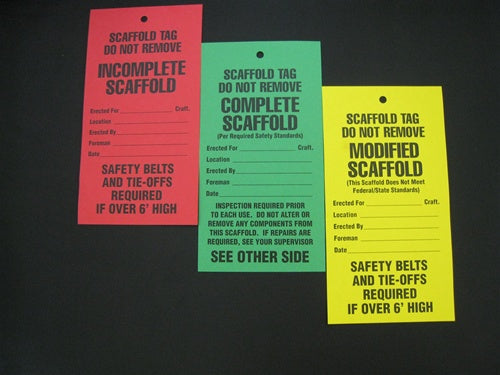 SCAFFOLD TAG
DO NOT REMOVE
INCOMPLETE
SCAFFOLD
Erected For Craft.
Location
Erected By
Foreman
Date
SAFETY BELTS
AND TIE-OFFS
REQUIRED
IF OVER 6' HIGH
SCAFFOLD TAG
DO NOT REMOVE
COMPLETE
SCAFFOLD
(Per Required Safety Standards)
Erected For Craft.
Location
Erected By
Foreman
Date
INSPECTION REQUIRED PRIOR
TO EACH USE. DO NOT ALTER OR
REMOVE ANY COMPONENTS FROM
THIS SCAFFOLD. IF REPAIRS ARE
REQUIRED, SEE YOUR SUPERVISOR
SEE OTHER SIDE
SCAFFOLD TAG
DO NOT REMOVE
MODIFIED
SCAFFOLD
(This Scaffold Does Not Meet
Federal/State Standards)
Erected For Craft.
Location
Erected By
Foreman
Date
SAFETY BELTS
AND TIE-OFFS
REQUIRED
IF OVER 6' HIGH